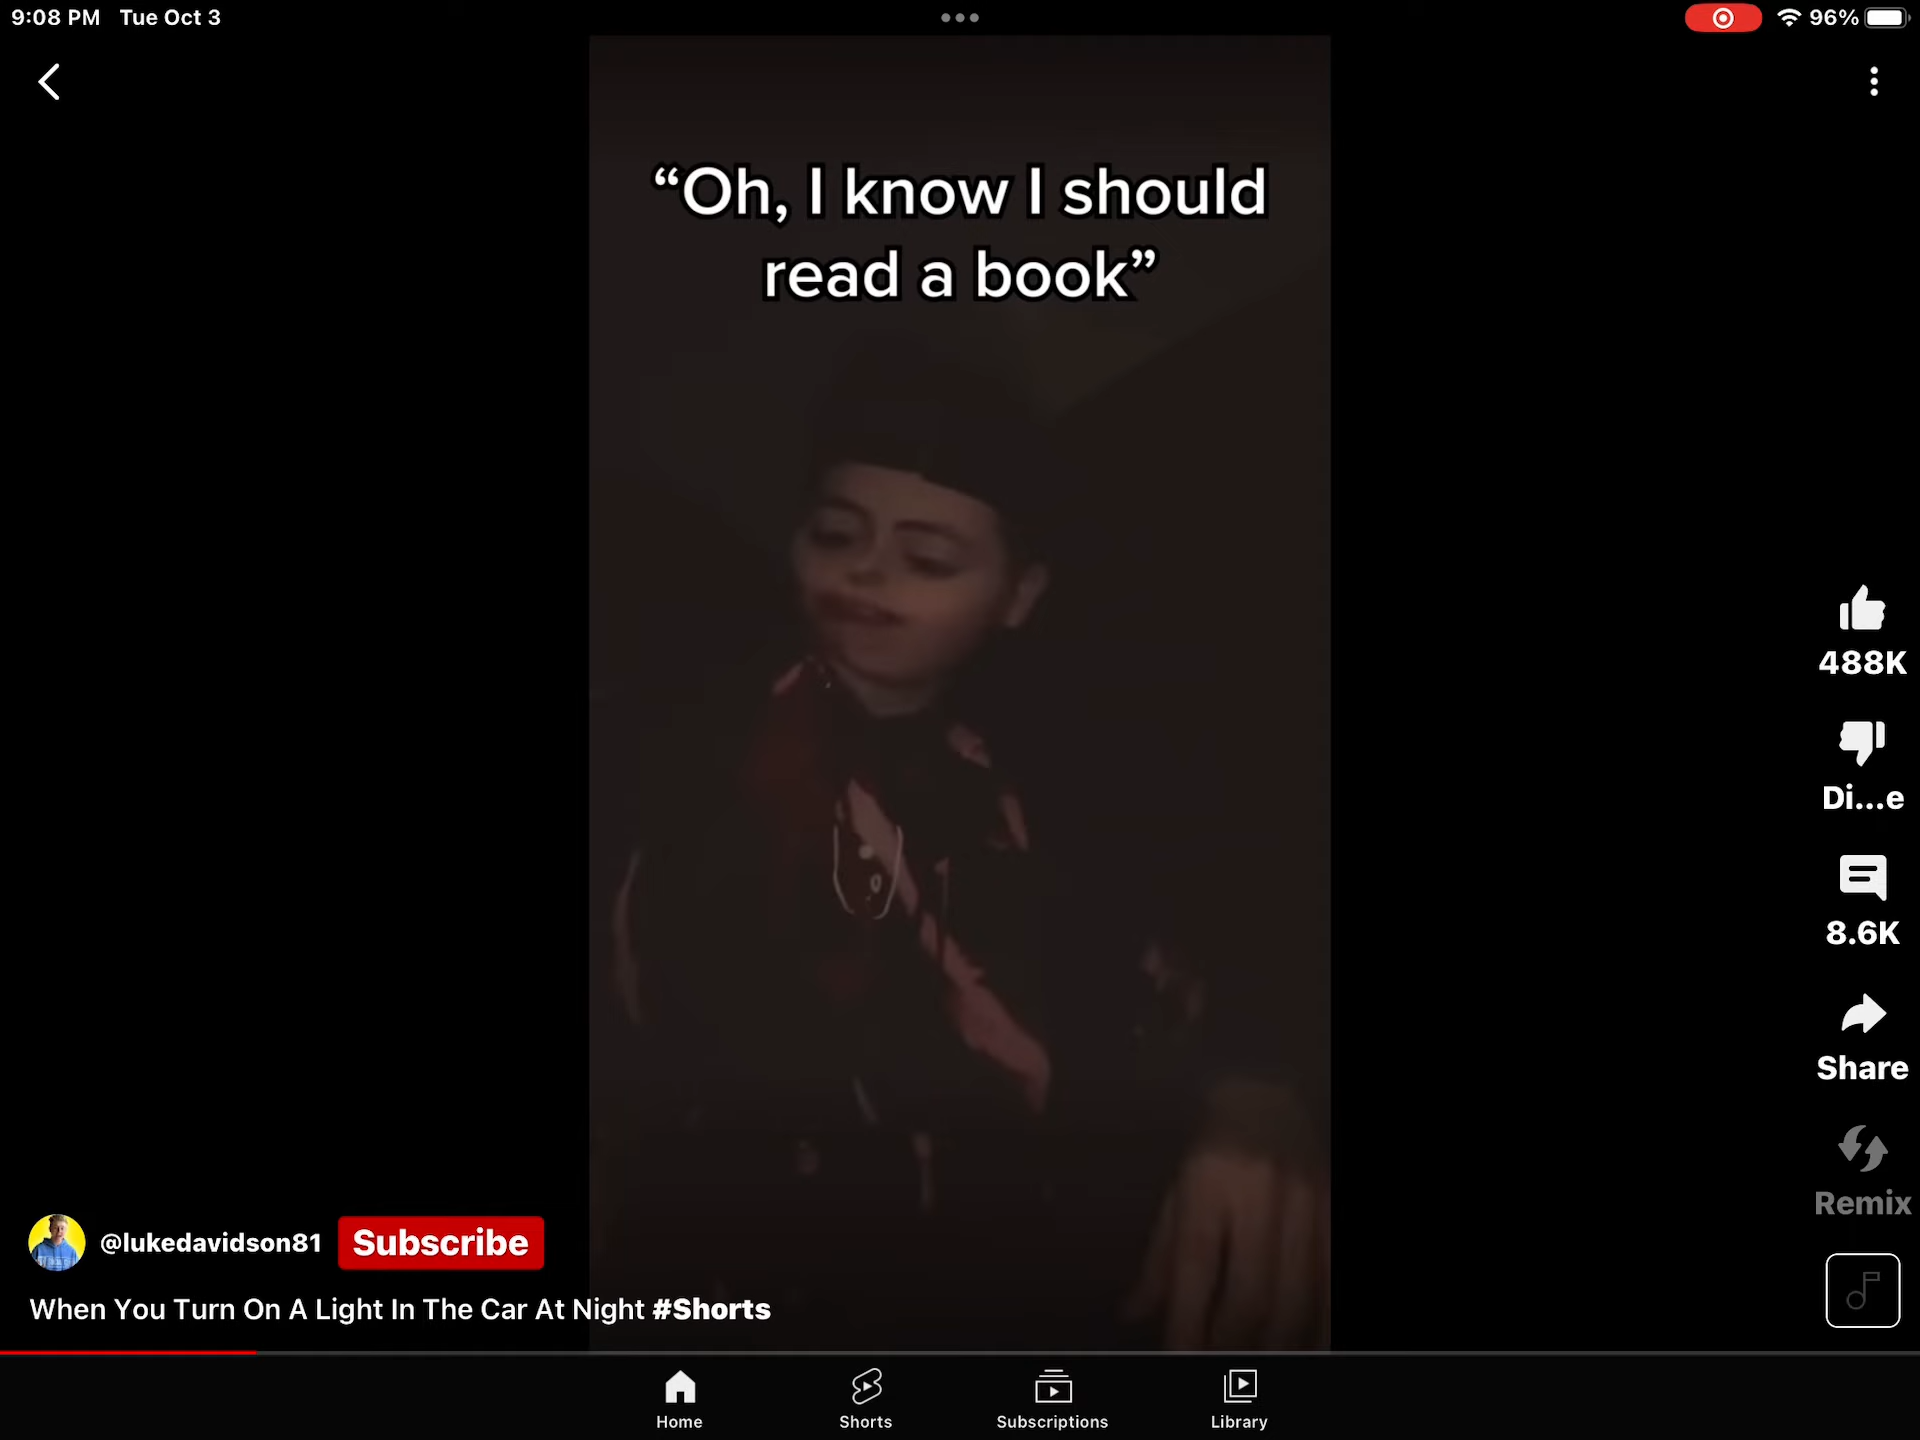 9:08 PM Tue Oct 3
96%
“Oh, I know I should
read a book”
488K
Di...e
8.6K
Share
Remix
@lukedavidson81 Subscribe
When You Turn On A Light In The Car At Night #Shorts
Home Shorts Subscriptions Library